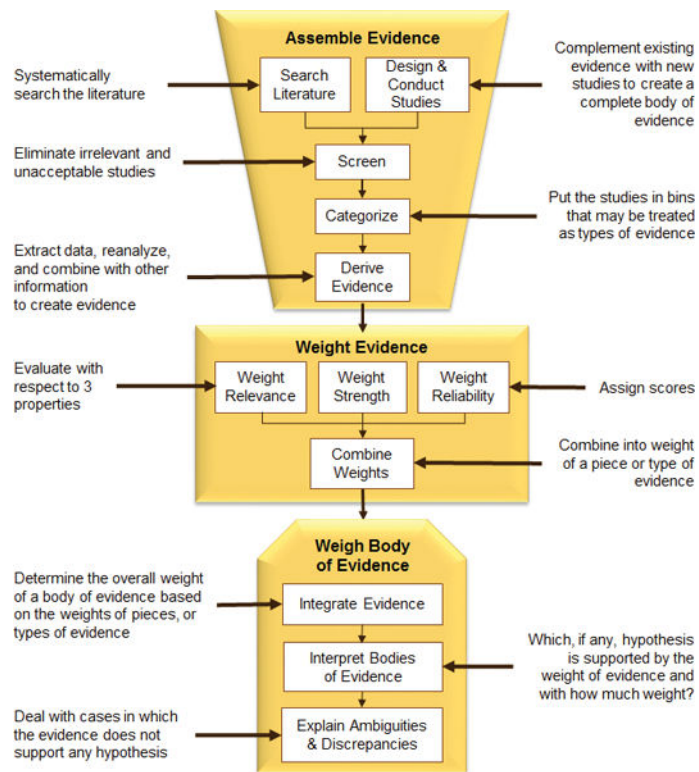 Assemble Evidence
Systematically
search the literature
Search
Literature
Design &
Conduct
Studies
Complement existing
evidence with new
studies to create a
complete body of
evidence
Eliminate irrelevant and
unacceptable studies
Screen
Categorize
Put the studies in bins
that may be treated
as types of evidence
Extract data, reanalyze,
and combine with other
information
to create evidence
Derive
Evidence
Weight Evidence
Evaluate with
respect to 3
properties
Weight
Relevance
Weight
Strength
Weight
Reliability
Assign scores
Combine
Weights
Combine into weight
of a piece or type of
evidence
Weigh Body
of Evidence
Determine the overall weight
of a body of evidence based
on the weights of pieces, or
types of evidence
Integrate Evidence
Interpret Bodies
of Evidence
Which, if any, hypothesis
is supported by the
weight of evidence and
with how much weight?
Deal with cases in which
the evidence does not
support any hypothesis
Explain Ambiguities
& Discrepancies